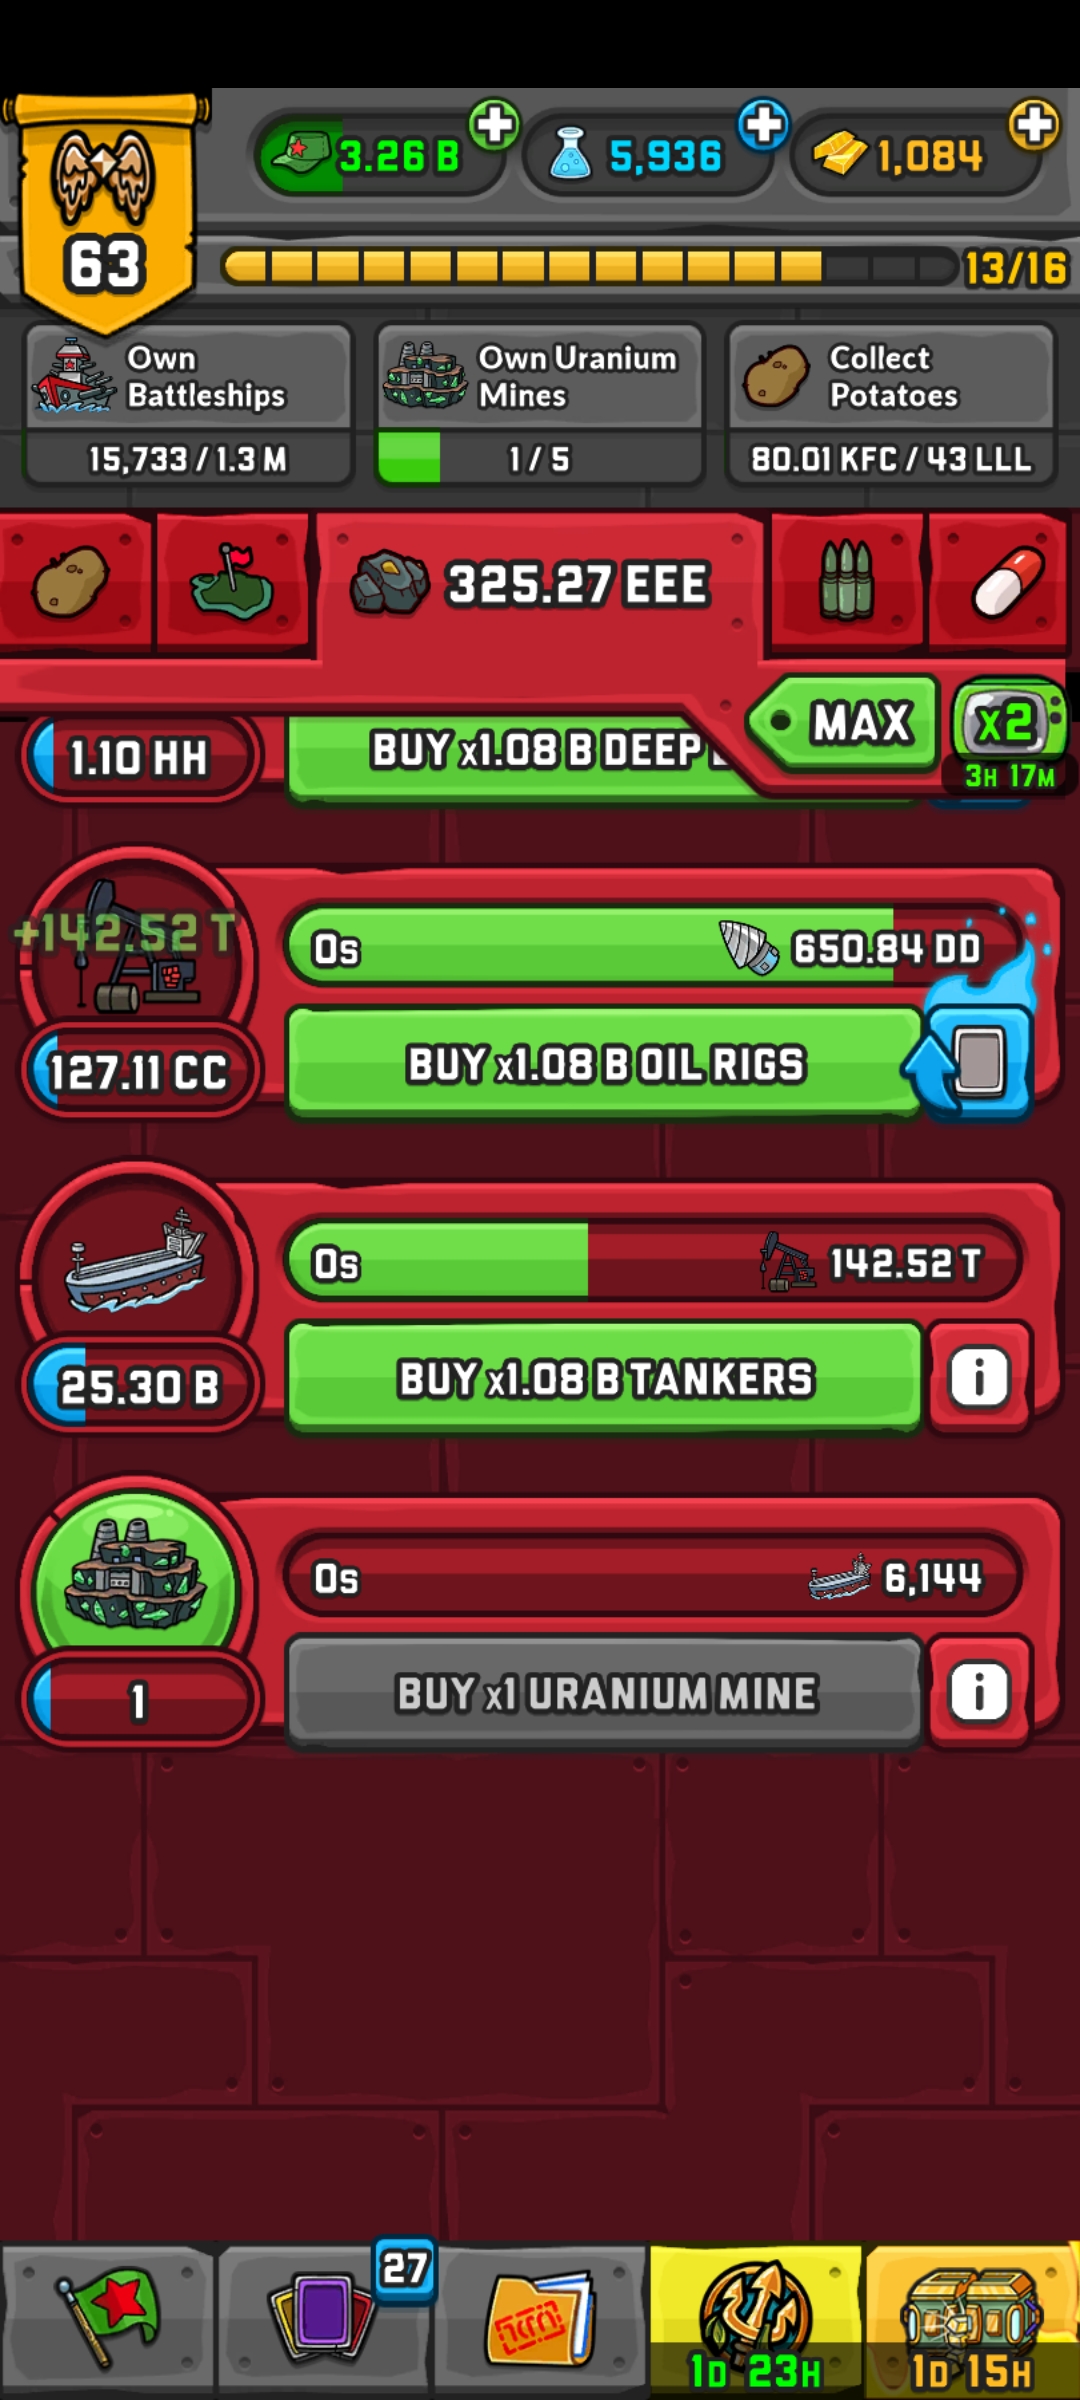 3.26 B
5,936
1,084
63
13/16
Own
Battleships
15,733 / 1.3 M
Own Uranium
Mines
1 / 5
Collect
Potatoes
80.01 KFC / 43 LLL
325.27 EEE
MAX
x2
3H 17M
1.10 HH
BUY x1.08 B DEEP
+142.52 T
0s
650.84 DD
127.11 CC
BUY x1.08 B OIL RIGS
0s
142.52 T
25.30 B
BUY x1.08 B TANKERS
i
0s
6,144
1
BUY x1 URANIUM MINE
i
27
1D 23H
1D 15H